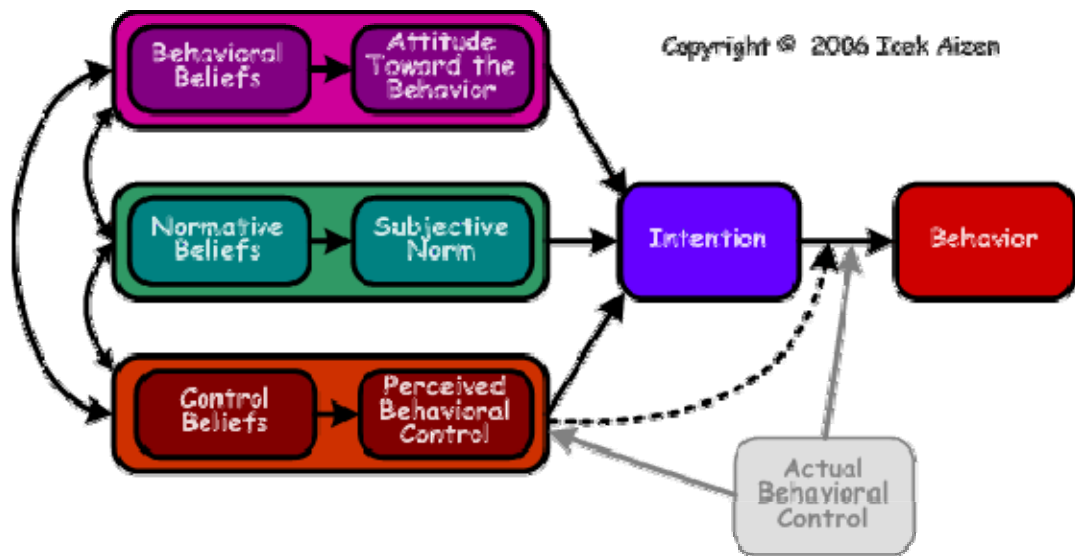 Behavioral
Beliefs
Attitude
Toward the
Behavior
Copyright © 2006 Icek Aizen
Normative
Beliefs
Subjective
Norm
Intention
Behavior
Control
Beliefs
Perceived
Behavioral
Control
Actual
Behavioral
Control